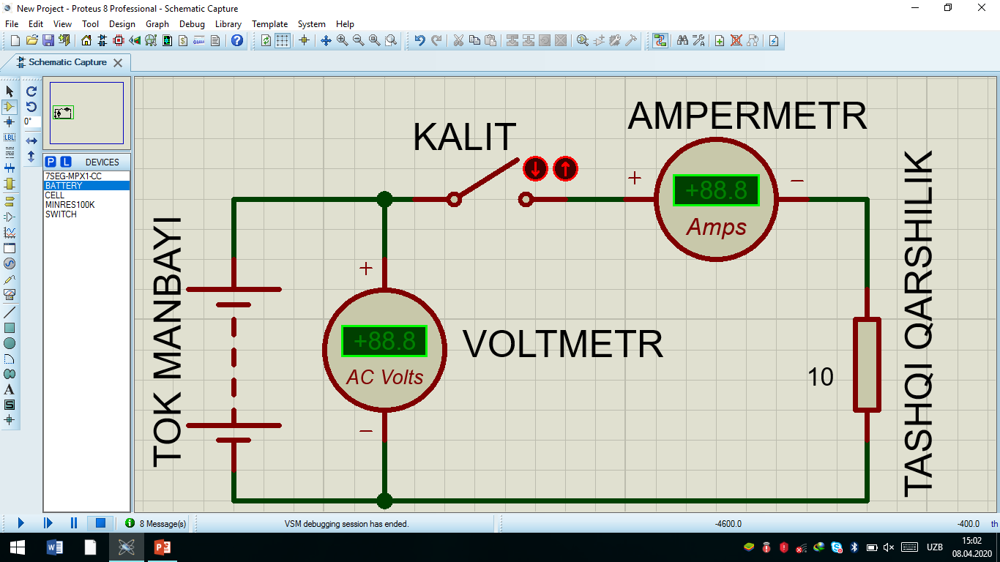 New Project - Proteus 8 Professional - Schematic Capture
File Edit View Tool Design Graph Debug Library Template System Help
Schematic Capture
0°
LBL
P L DEVICES
7SEG-MPX1-CC
BATTERY
CELL
MINRES100K
SWITCH
A
S
KALIT
AMPERMETR
+ −
+88.8
Amps
TOK MANBAYI
+
+88.8
AC Volts
−
VOLTMETR
10
TASHQI QARSHILIK
8 Message(s)
VSM debugging session has ended.
-4600.0
-400.0 th
UZB
15:02
08.04.2020